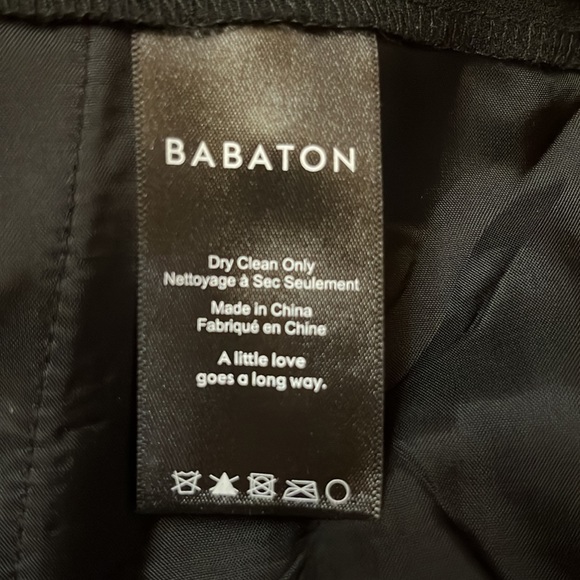 BABATON
Dry Clean Only
Nettoyage à Sec Seulement
Made in China
Fabriqué en Chine
A little love
goes a long way.